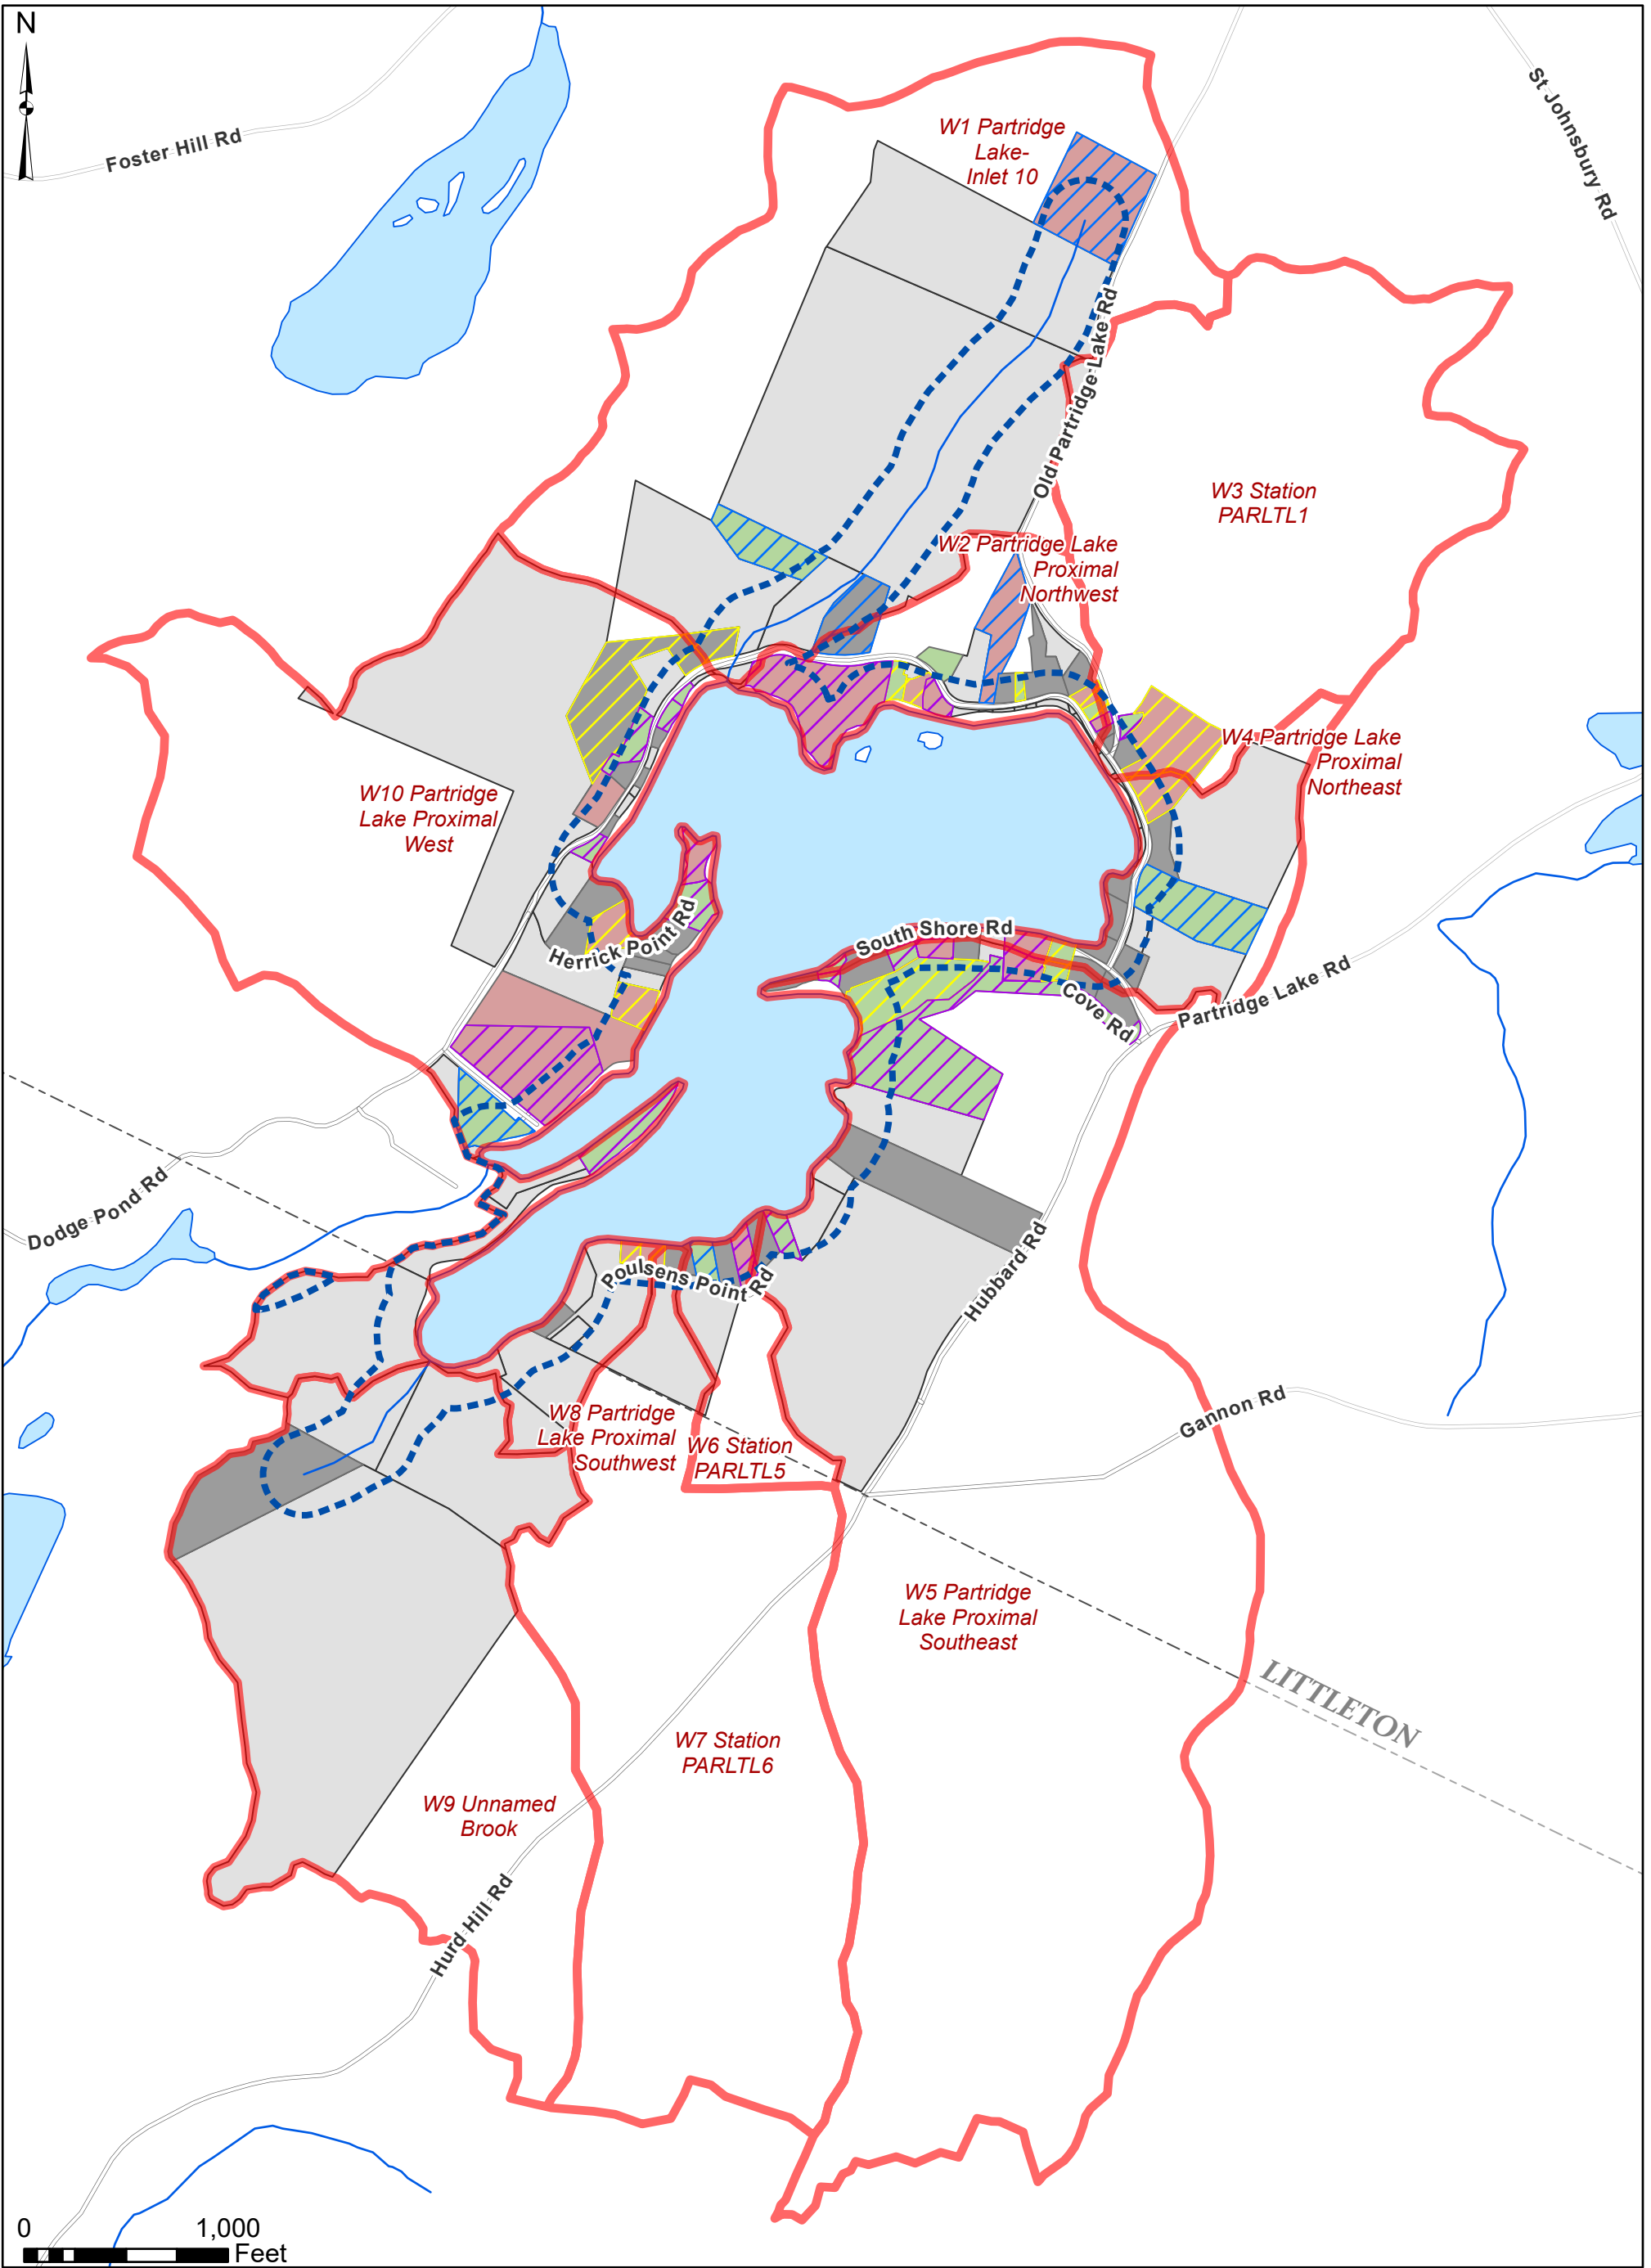 N
Foster Hill Rd
St Johnsbury Rd
W1 Partridge
Lake-
Inlet 10
Old Partridge Lake Rd
W3 Station
PARLTL1
W2 Partridge Lake
Proximal
Northwest
W4 Partridge Lake
Proximal
Northeast
W10 Partridge
Lake Proximal
West
Herrick Point Rd
South Shore Rd
Cove Rd
Partridge Lake Rd
Dodge Pond Rd
Poulsens Point Rd
Hubbard Rd
Gannon Rd
W8 Partridge
Lake Proximal
Southwest
W6 Station
PARLTL5
W5 Partridge
Lake Proximal
Southeast
LITTLETON
W7 Station
PARLTL6
W9 Unnamed
Brook
Hurd Hill Rd
0 1,000
Feet